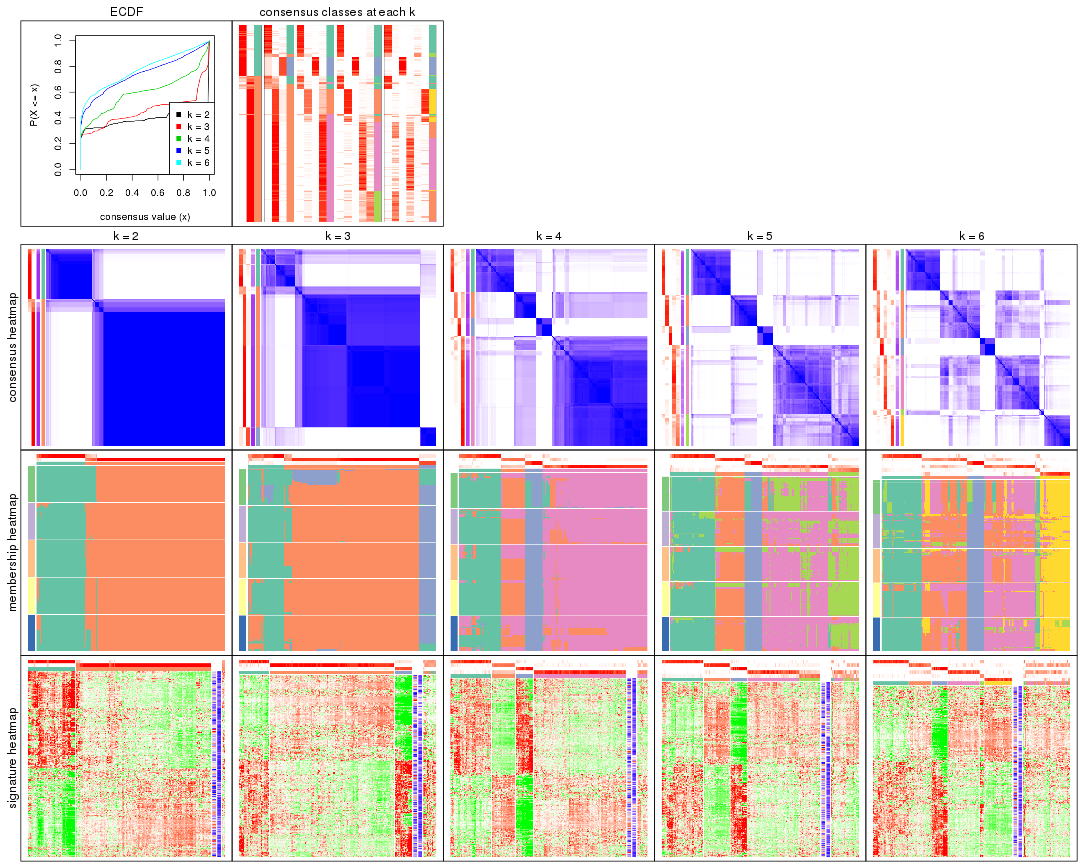 ECDF
consensus classes at each k
P(X <= x)
0.0
0.2
0.4
0.6
0.8
1.0
k = 2
k = 3
k = 4
k = 5
k = 6
0.0 0.2 0.4 0.6 0.8 1.0
consensus value (x)
k = 2
k = 3
k = 4
k = 5
k = 6
consensus heatmap
membership heatmap
signature heatmap